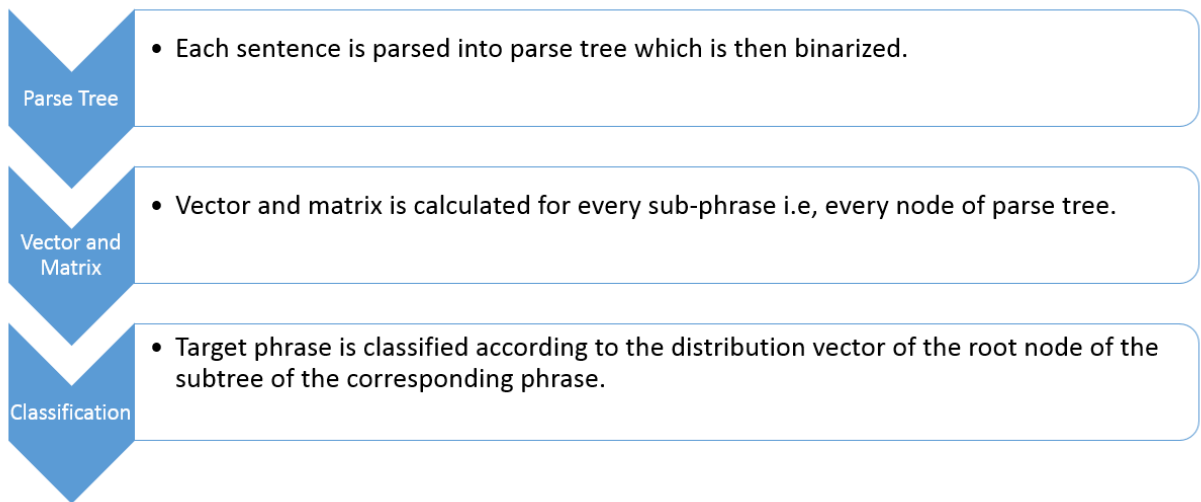 • Each sentence is parsed into parse tree which is then binarized.
Parse Tree
• Vector and matrix is calculated for every sub-phrase i.e, every node of parse tree.
Vector and
Matrix
• Target phrase is classified according to the distribution vector of the root node of the
subtree of the corresponding phrase.
Classification